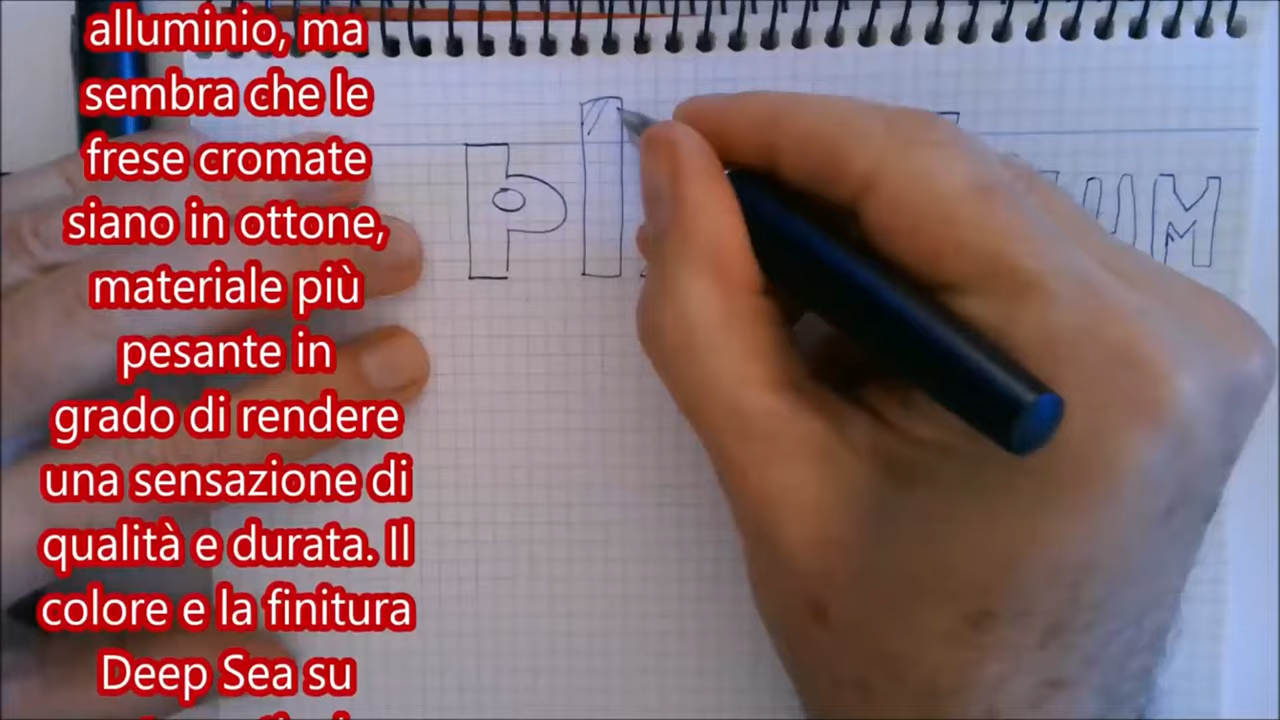 alluminio, ma
sembra che le
frese cromate
siano in ottone,
materiale più
pesante in
grado di rendere
una sensazione di
qualità e durata. Il
colore e la finitura
Deep Sea su